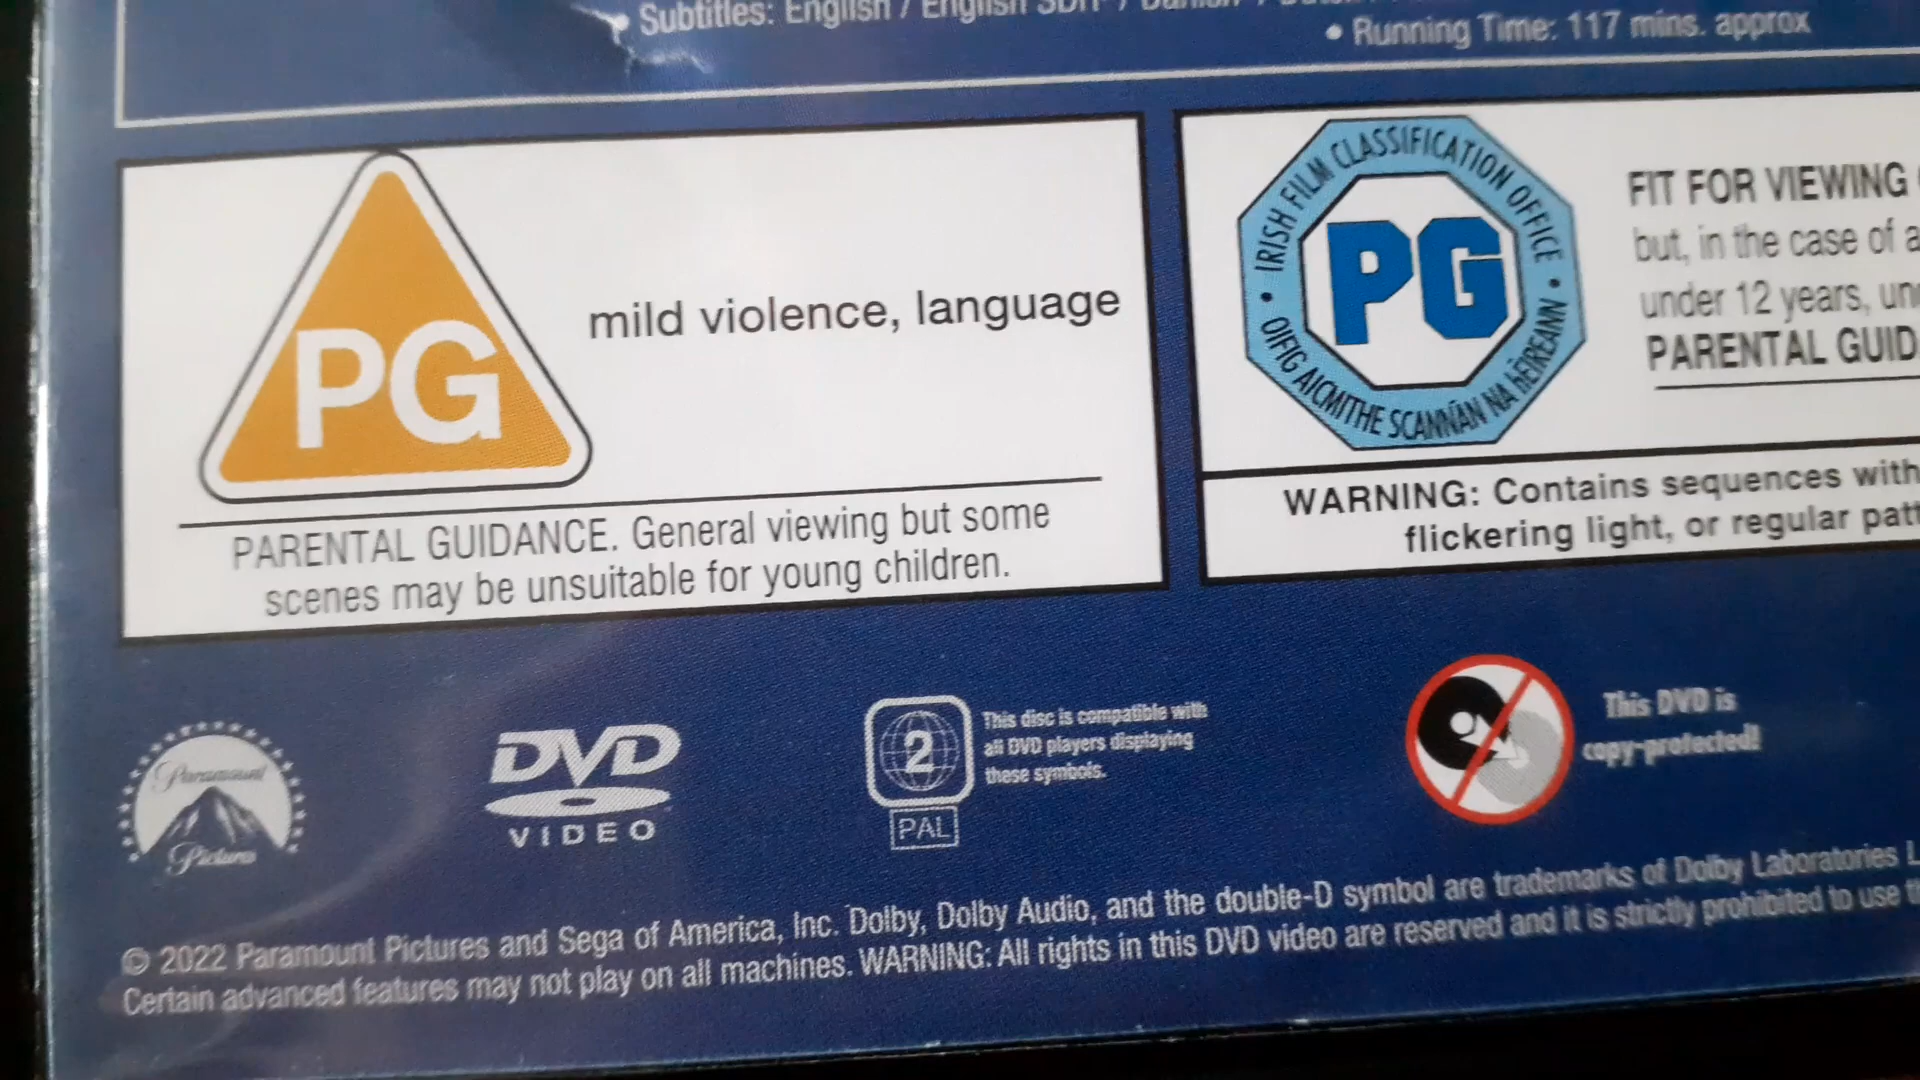 Subtitles: English / English SDH /
• Running Time: 117 mins. approx
PG
mild violence, language
PARENTAL GUIDANCE. General viewing but some
scenes may be unsuitable for young children.
IRISH FILM CLASSIFICATION OFFICE •
OIFIG AICMITHE SCANNÁN NA hÉIREANN •
PG
FIT FOR VIEWING
but, in the case of a
under 12 years,
PARENTAL
WARNING: Contains sequences with
flickering light, or regular
Paramount
Pictures
DVD
VIDEO
2
PAL
This disc is compatible with
all DVD players displaying
these symbols.
This DVD is
copy-protected!
© 2022 Paramount Pictures and Sega of America, Inc. Dolby, Dolby Audio, and the double-D symbol are trademarks of Dolby Laboratories
Certain advanced features may not play on all machines. WARNING: All rights in this DVD video are reserved and it is strictly prohibited to use